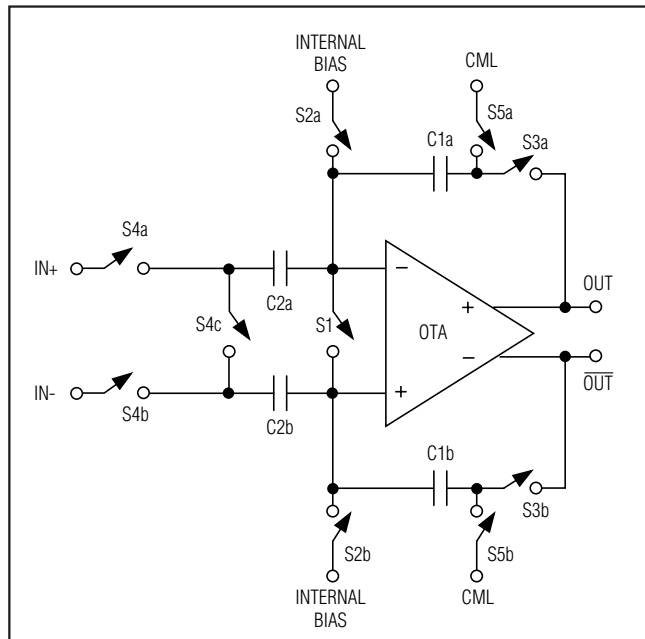 INTERNAL
BIAS
CML
S2a
S5a
C1a
S3a
S4a
IN+
C2a
S4c
S1
−
+
OTA
−
+
OUT
IN-
S4b
C2b
O̅U̅T̅
C1b
S3b
S2b
S5b
INTERNAL
BIAS
CML